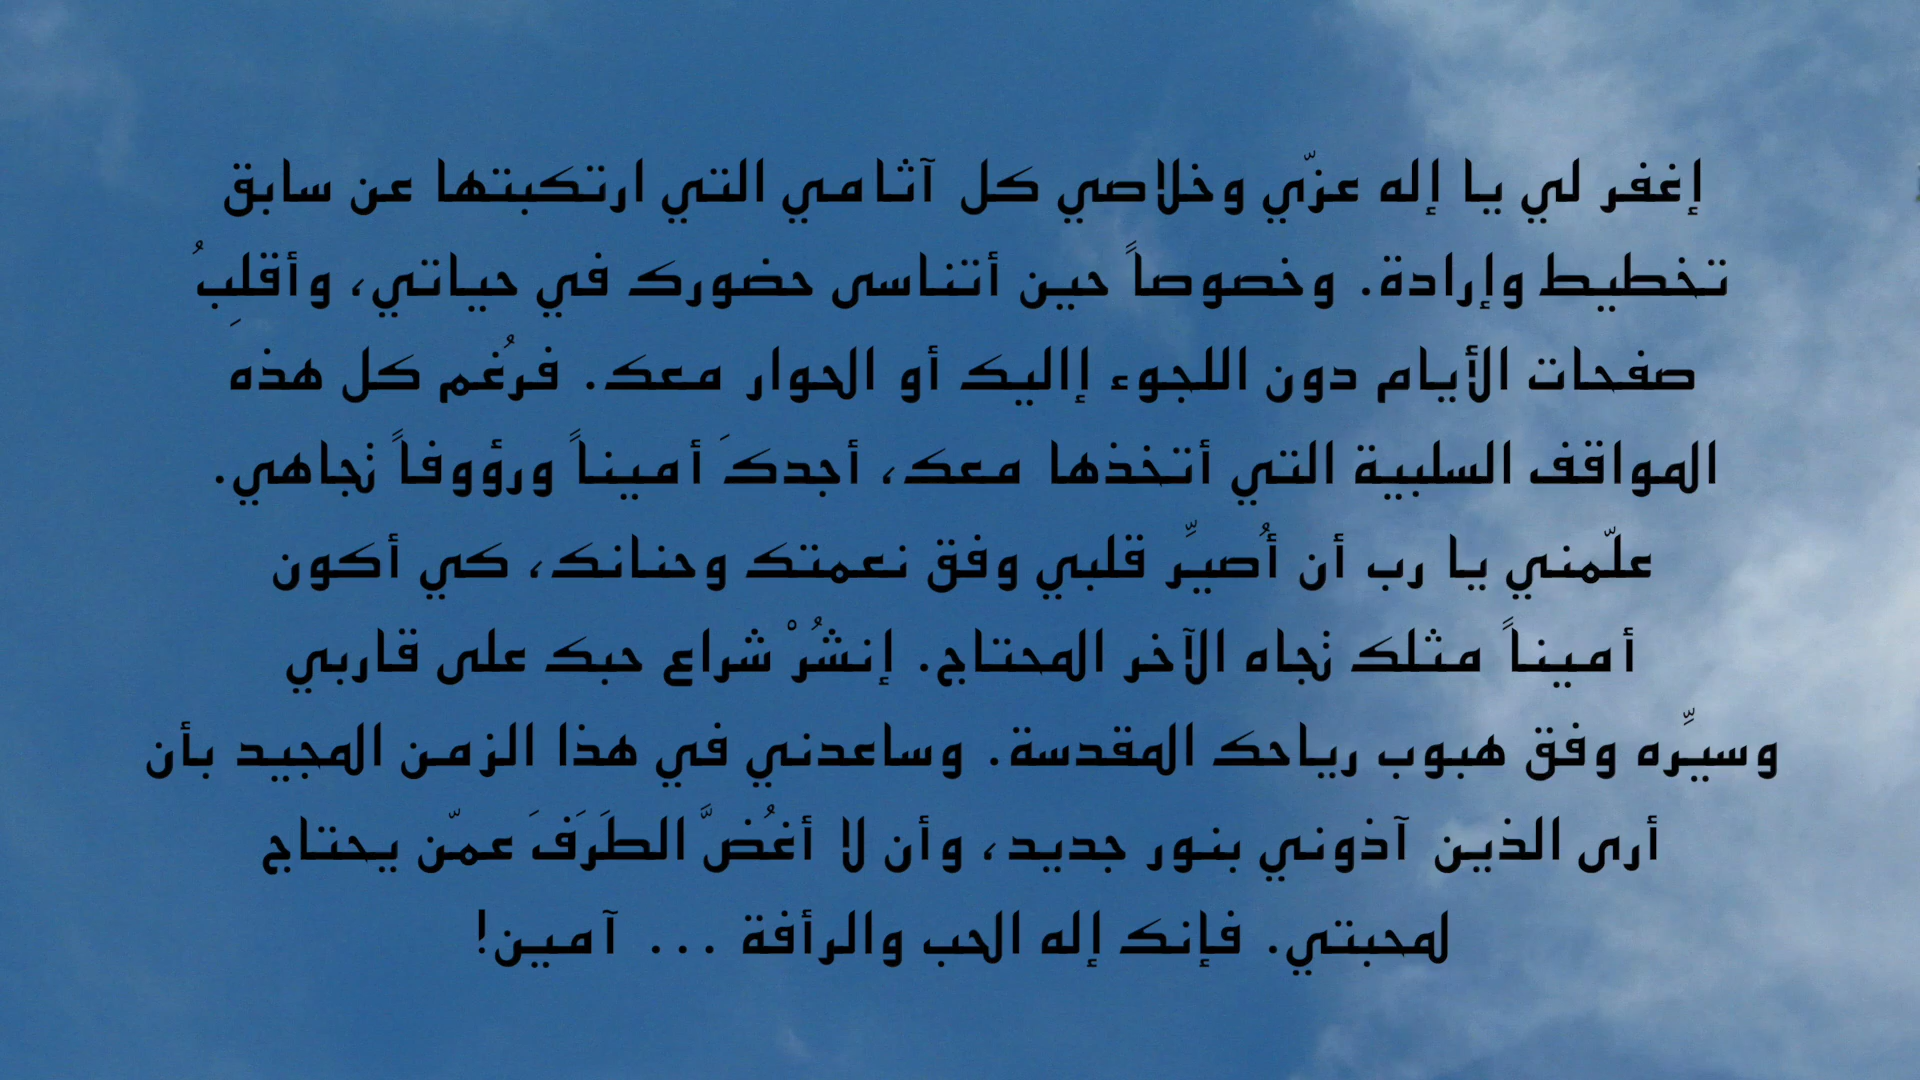 إغفر لي يا إله عزّي وخلاصي كل آثامي التي ارتكبتها عن سابق
تخطيط وإرادة. وخصوصاً حين أتناسى حضورك في حياتي، وأقلِبُ
صفحات الأيام دون اللجوء إاليك أو الحوار معك. فرُغم كل هذه
المواقف السلبية التي أتخذها معك، أجدكَ أميناً ورؤوفاً تجاهي.
علّمني يا رب أن أُصيِّر قلبي وفق نعمتك وحنانك، كي أكون
أميناً مثلك تجاه الآخر المحتاج. إنشُرْ شراع حبك على قاربي
وسيِّره وفق هبوب رياحك المقدسة. وساعدني في هذا الزمن المجيد بأن
أرى الذين آذوني بنور جديد، وأن لا أغُضَّ الطَرَفَ عمّن يحتاج
لمحبتي. فإنك إله الحب والرأفة ... آمين!